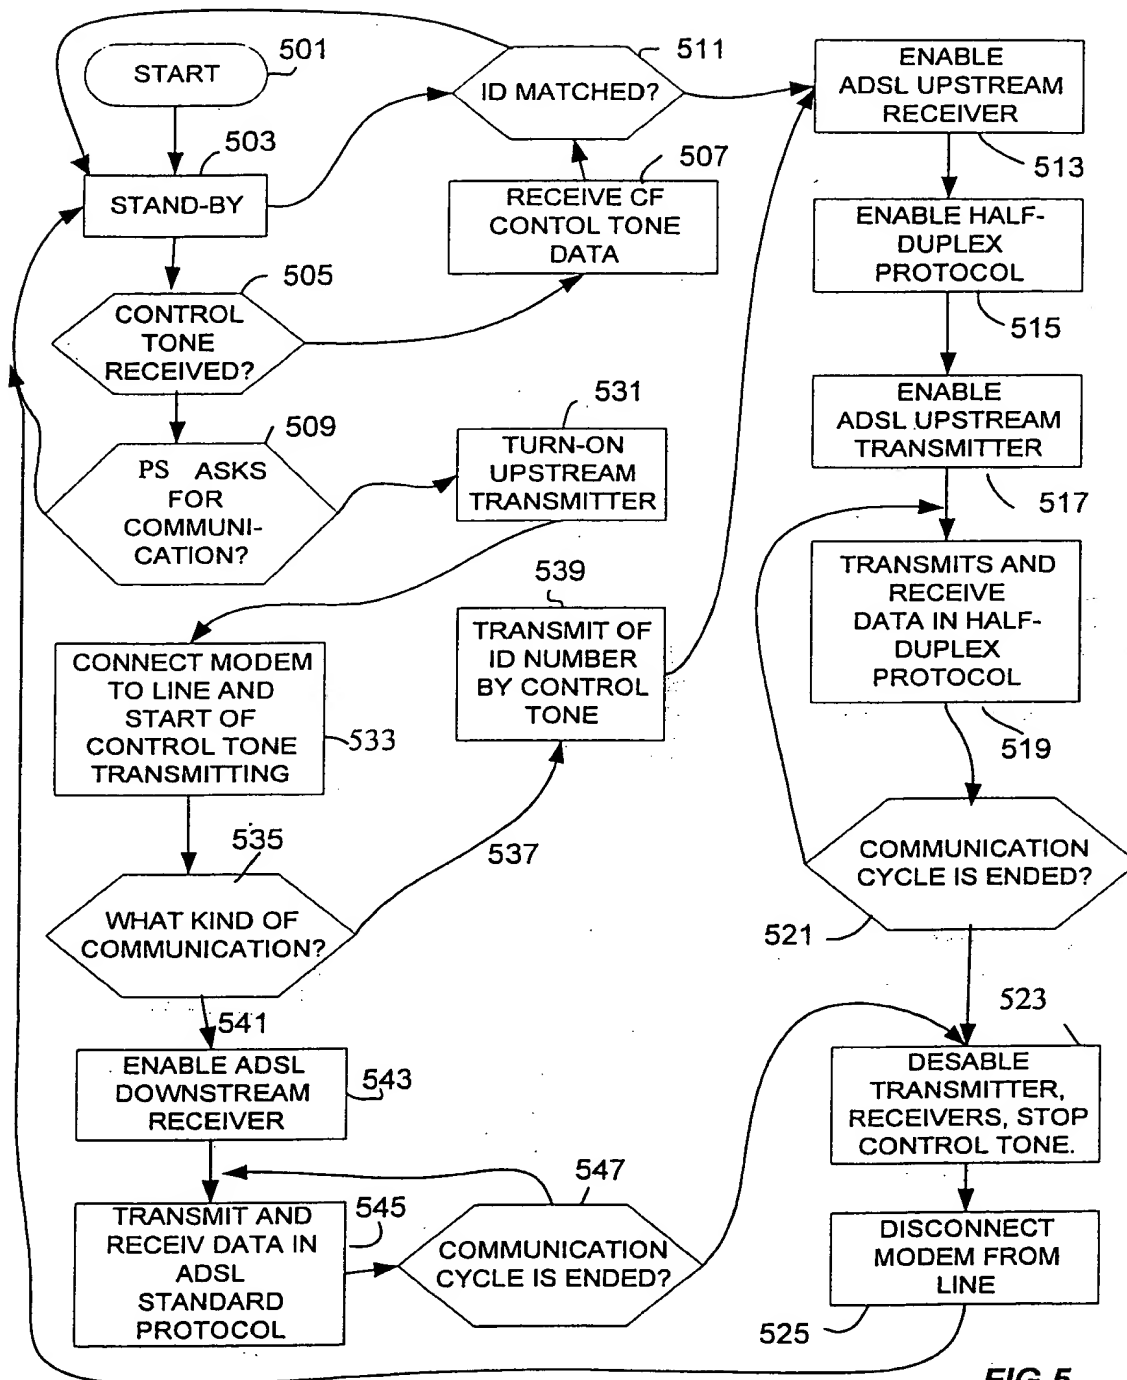 START
501
503
STAND-BY
505
CONTROL
TONE
RECEIVED?
509
PS ASKS
FOR
COMMUNI-
CATION?
511
ID MATCHED?
507
RECEIVE CF
CONTOL TONE
DATA
531
TURN-ON
UPSTREAM
TRANSMITTER
539
TRANSMIT OF
ID NUMBER
BY CONTROL
TONE
CONNECT MODEM
TO LINE AND
START OF
CONTROL TONE
TRANSMITTING
533
535
WHAT KIND OF
COMMUNICATION?
537
541
ENABLE ADSL
DOWNSTREAM
RECEIVER
543
TRANSMIT AND
RECEIV DATA IN
ADSL
STANDARD
PROTOCOL
545
547
COMMUNICATION
CYCLE IS ENDED?
ENABLE
ADSL UPSTREAM
RECEIVER
513
ENABLE HALF-
DUPLEX
PROTOCOL
515
ENABLE
ADSL UPSTREAM
TRANSMITTER
517
TRANSMITS AND
RECEIVE
DATA IN HALF-
DUPLEX
PROTOCOL
519
COMMUNICATION
CYCLE IS ENDED?
521
523
DESABLE
TRANSMITTER,
RECEIVERS, STOP
CONTROL TONE.
DISCONNECT
MODEM FROM
LINE
525
FIG 5